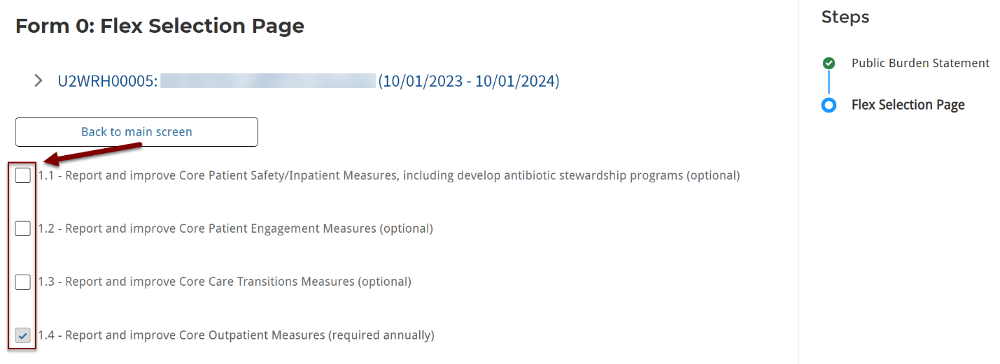 Form 0: Flex Selection Page
U2WRH00005: (10/01/2023 - 10/01/2024)
Back to main screen
1.1 - Report and improve Core Patient Safety/Inpatient Measures, including develop antibiotic stewardship programs (optional)
1.2 - Report and improve Core Patient Engagement Measures (optional)
1.3 - Report and improve Core Care Transitions Measures (optional)
1.4 - Report and improve Core Outpatient Measures (required annually)
Steps
Public Burden Statement
Flex Selection Page